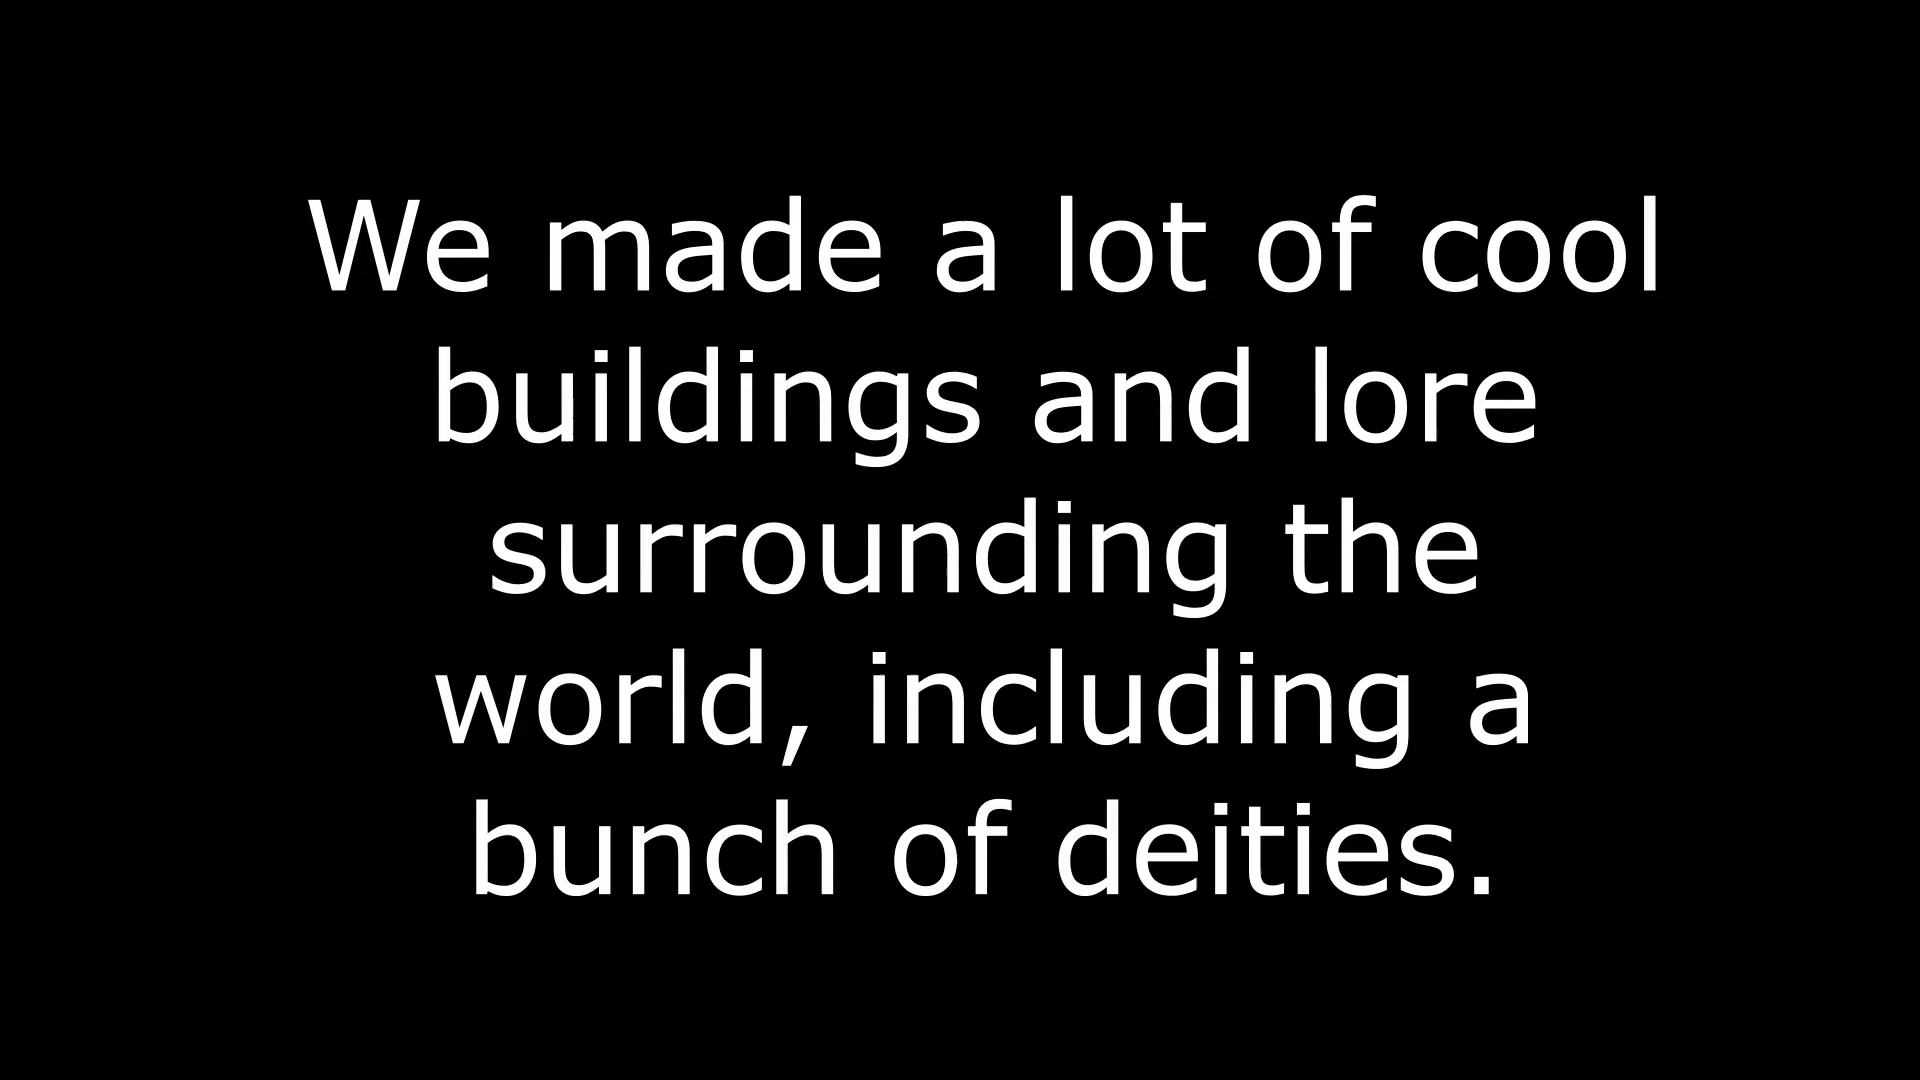 We made a lot of cool
buildings and lore
surrounding the
world, including a
bunch of deities.